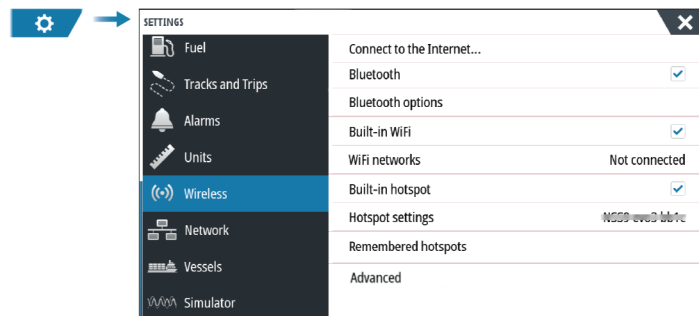 SETTINGS
Fuel
Tracks and Trips
Alarms
Units
Wireless
Network
Vessels
Simulator
Connect to the Internet...
Bluetooth
Bluetooth options
Built-in WiFi
WiFi networks Not connected
Built-in hotspot
Hotspot settings
Remembered hotspots
Advanced